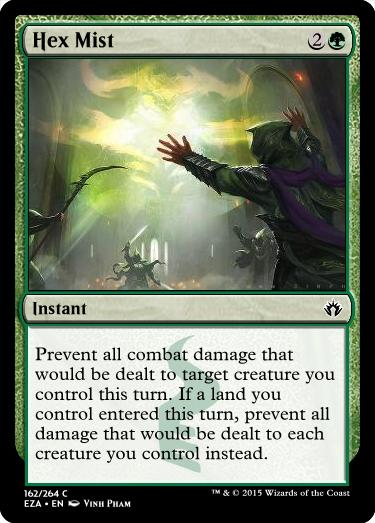 Hex Mist 2
Instant
Prevent all combat damage that
would be dealt to target creature you
control this turn. If a land you
control entered this turn, prevent all
damage that would be dealt to each
creature you control instead.
162/264 C
EZA • EN Vinh Pham
™ & © 2015 Wizards of the Coast